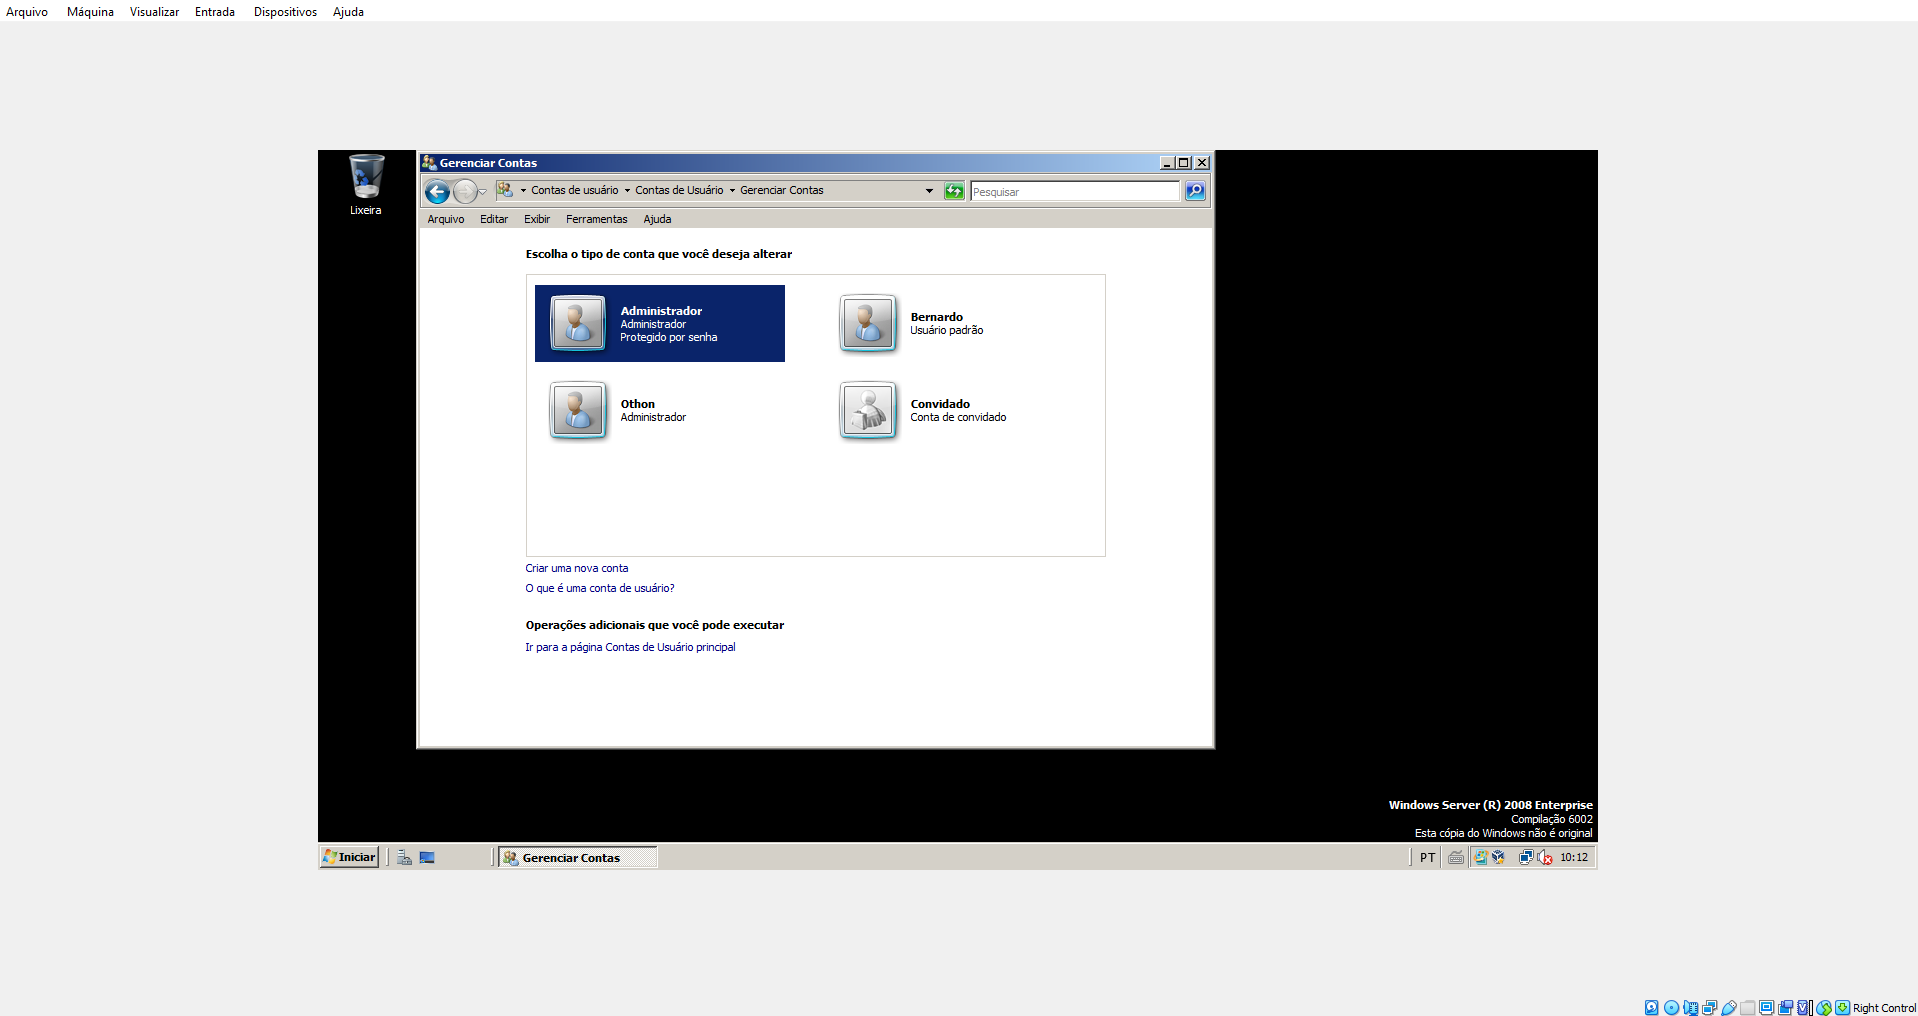 Arquivo Máquina Visualizar Entrada Dispositivos Ajuda
Lixeira
Gerenciar Contas
Contas de usuário Contas de Usuário Gerenciar Contas
Pesquisar
Arquivo Editar Exibir Ferramentas Ajuda
Escolha o tipo de conta que você deseja alterar
Administrador
Administrador
Protegido por senha
Bernardo
Usuário padrão
Othon
Administrador
Convidado
Conta de convidado
Criar uma nova conta
O que é uma conta de usuário?
Operações adicionais que você pode executar
Ir para a página Contas de Usuário principal
Windows Server (R) 2008 Enterprise
Compilação 6002
Esta cópia do Windows não é original
Iniciar
Gerenciar Contas
PT
10:12
Right Control